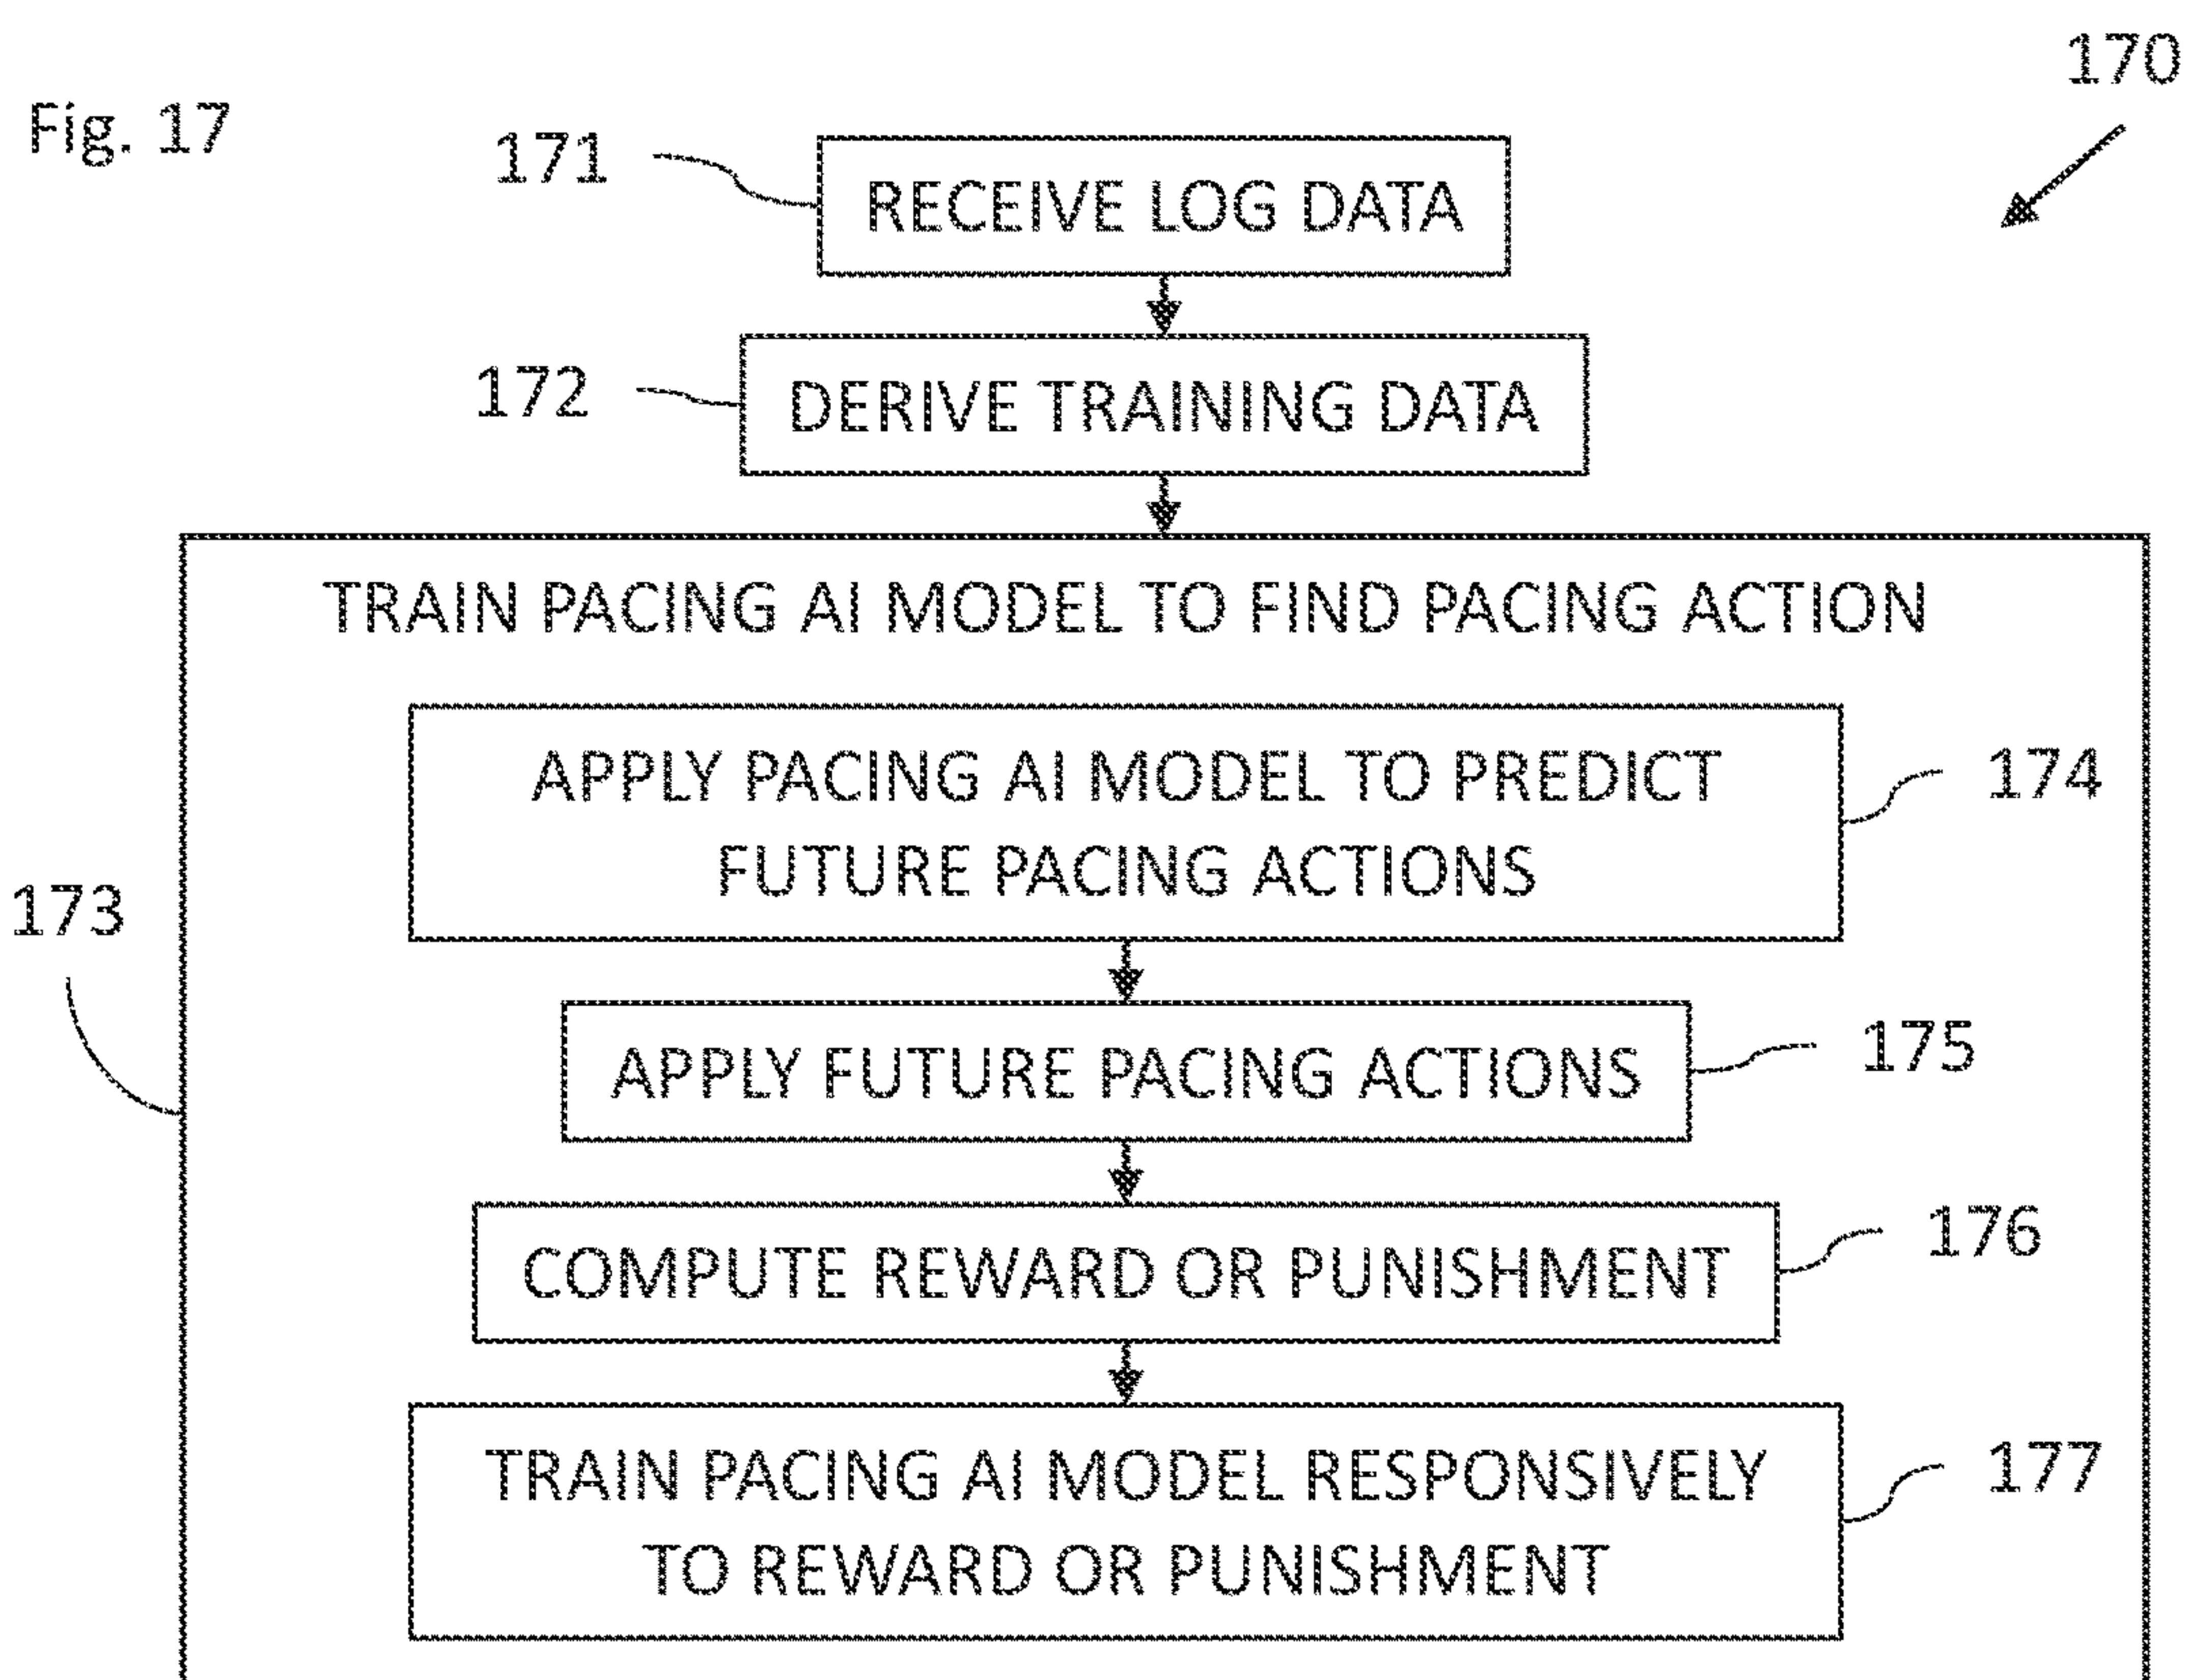 170
Fig. 17
171
RECEIVE LOG DATA
172
DERIVE TRAINING DATA
TRAIN PACING AI MODEL TO FIND PACING ACTION
APPLY PACING AI MODEL TO PREDICT
FUTURE PACING ACTIONS
174
173
APPLY FUTURE PACING ACTIONS
175
COMPUTE REWARD OR PUNISHMENT
176
TRAIN PACING AI MODEL RESPONSIVELY
TO REWARD OR PUNISHMENT
177